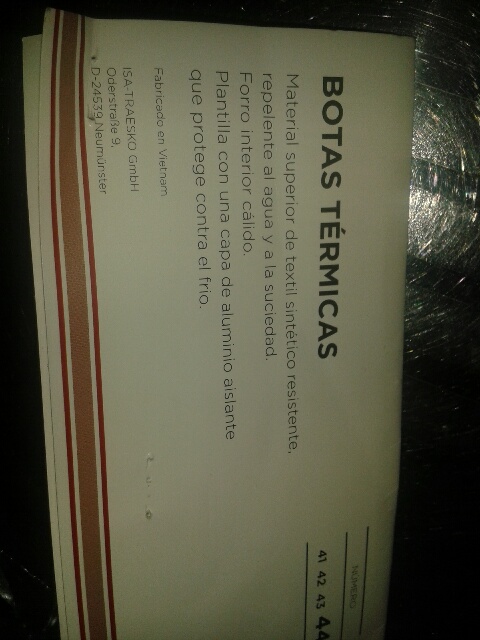 BOTAS TÉRMICAS
Material superior de textil sintético resistente,
repelente al agua y a la suciedad.
Forro interior cálido.
Plantilla con una capa de aluminio aislante
que protege contra el frío.
Fabricado en Vietnam
ISA-TRAESKO GmbH
Oderstraße 9,
D-24539 Neumünster
NÚMERO
41 42 43 44